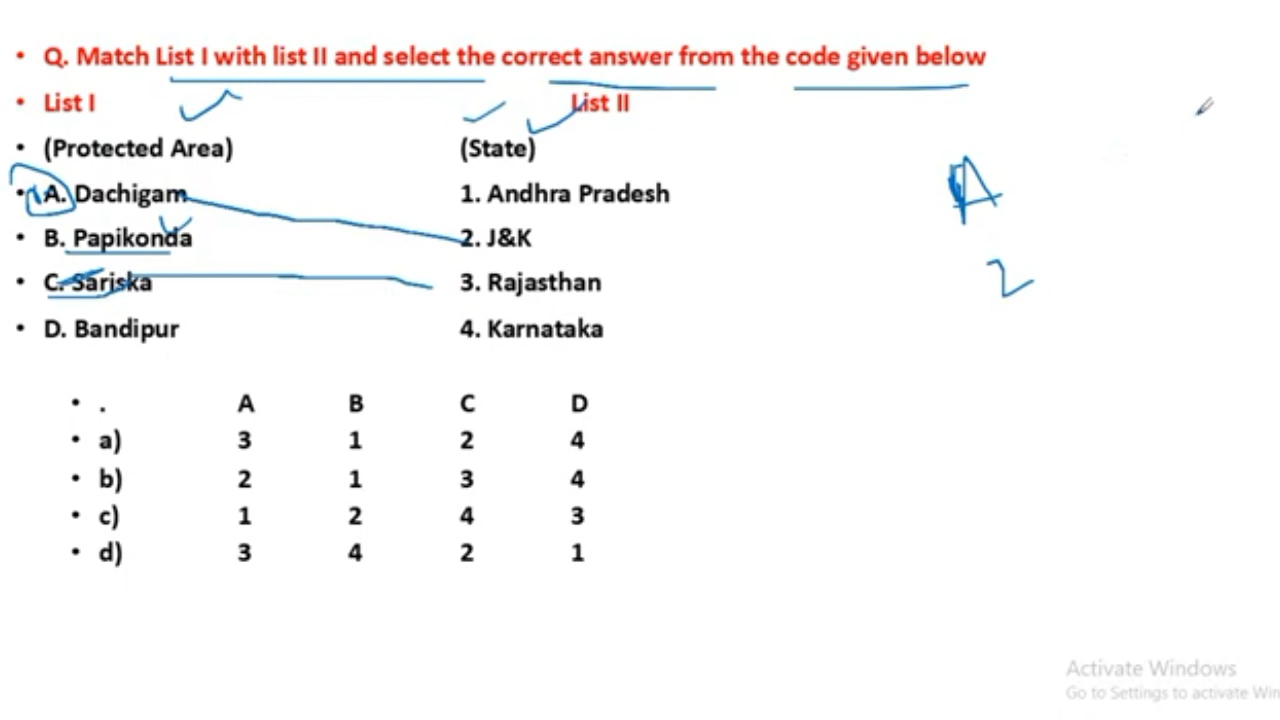 • Q. Match List I with list II and select the correct answer from the code given below
• List I List II
• (Protected Area) (State)
• A. Dachigam 1. Andhra Pradesh
• B. Papikonda 2. J&K
• C. Sariska 3. Rajasthan
• D. Bandipur 4. Karnataka
A
2
• . A B C D
• a) 3 1 2 4
• b) 2 1 3 4
• c) 1 2 4 3
• d) 3 4 2 1
Activate Windows
Go to Settings to activate Win